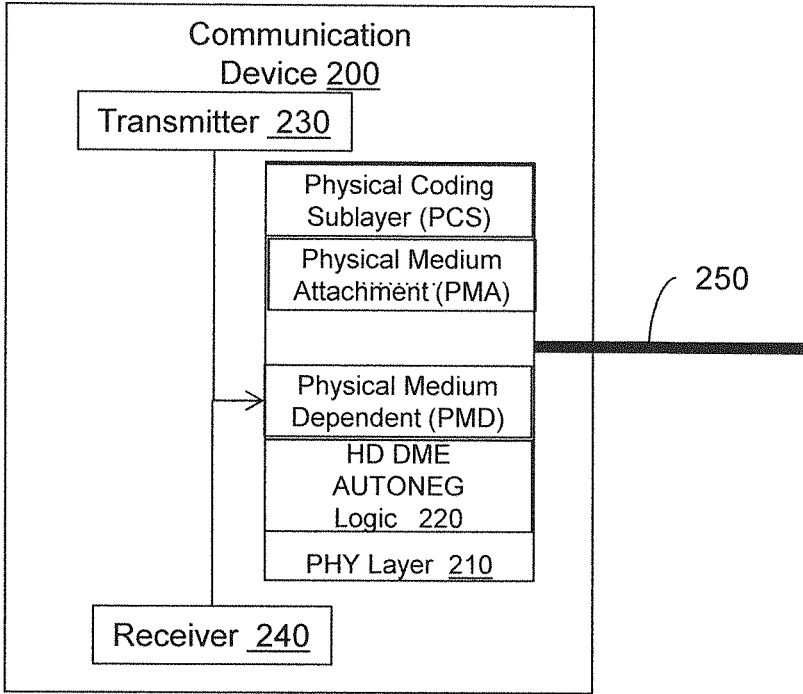 Communication
Device 200
Transmitter 230
Physical Coding
Sublayer (PCS)
Physical Medium
Attachment (PMA)
250
Physical Medium
Dependent (PMD)
HD DME
AUTONEG
Logic 220
PHY Layer 210
Receiver 240